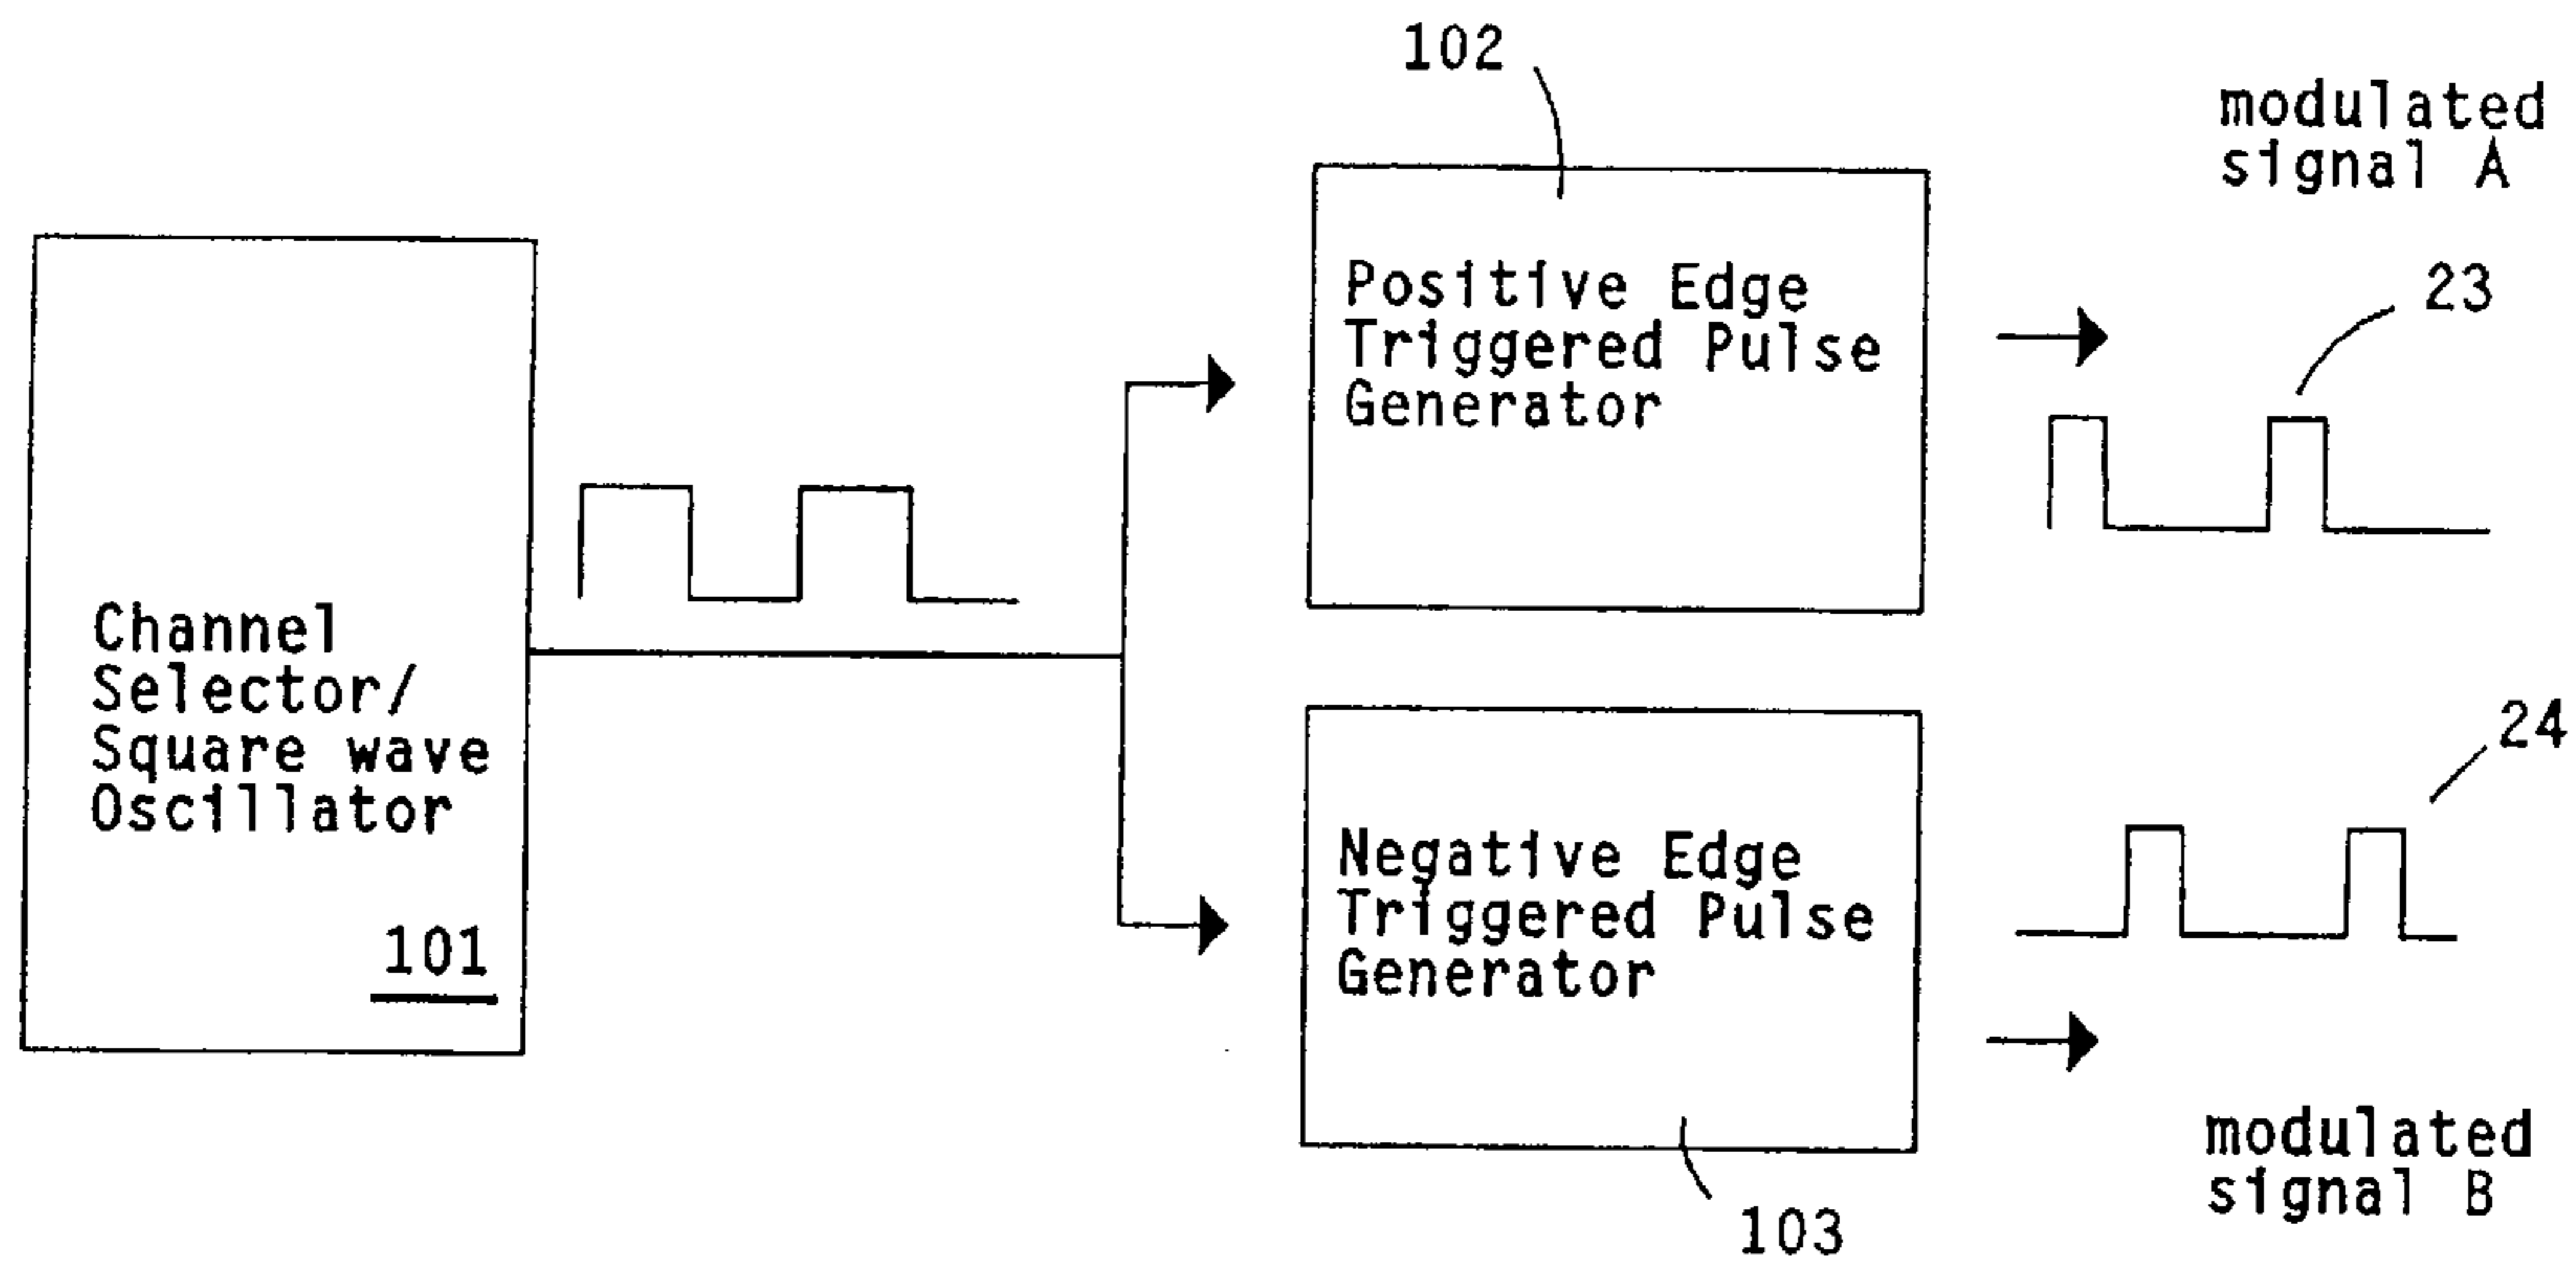 102
modulated
signal A
Positive Edge
Triggered Pulse
Generator
23
Channel
Selector/
Square wave
Oscillator
101
24
Negative Edge
Triggered Pulse
Generator
modulated
signal B
103